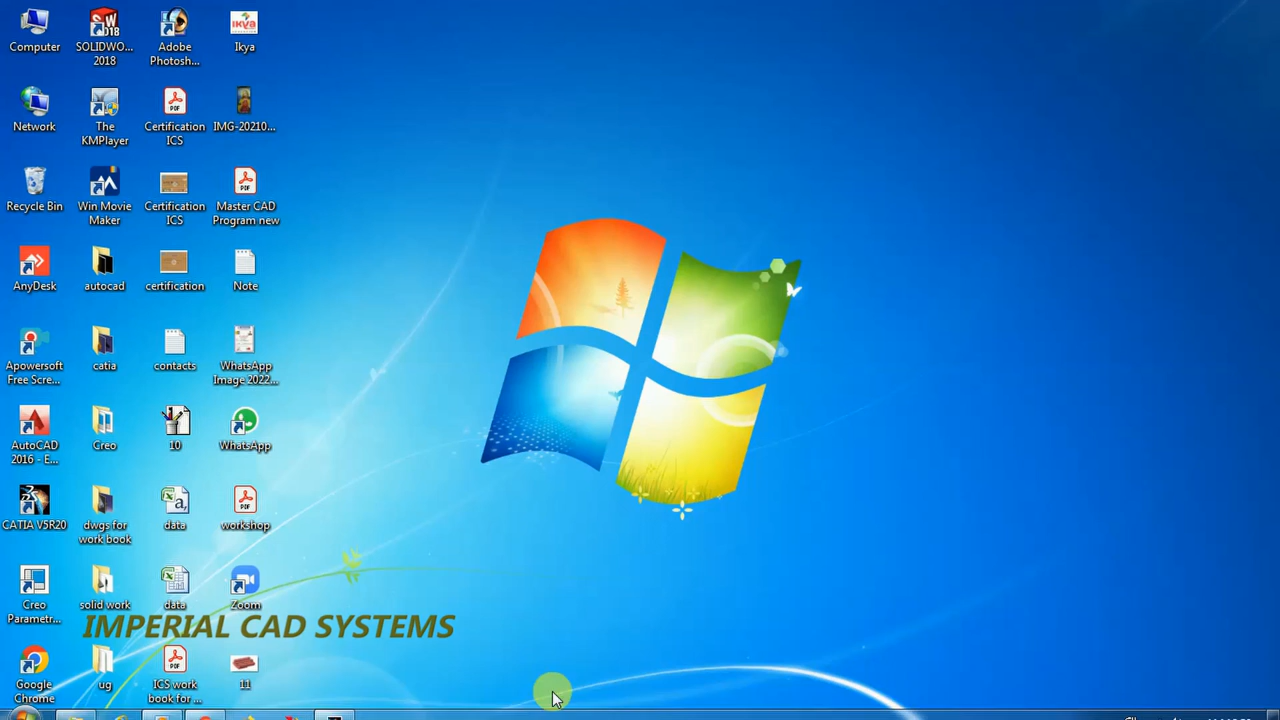 Computer
SOLIDWO...
2018
Adobe
Photosh...
Ikya
Network
The
KMPlayer
Certification
ICS
IMG-20210...
Recycle Bin
Win Movie
Maker
Certification
ICS
Master CAD
Program new
AnyDesk
autocad
certification
Note
Apowersoft
Free Scre...
catia
contacts
WhatsApp
Image 2022...
AutoCAD
2016 - E...
Creo
10
WhatsApp
CATIA V5R20
dwgs for
work book
data
workshop
Creo
Parametr...
solid work
data
Zoom
IMPERIAL CAD SYSTEMS
Google
Chrome
ug
ICS work
book for ...
11